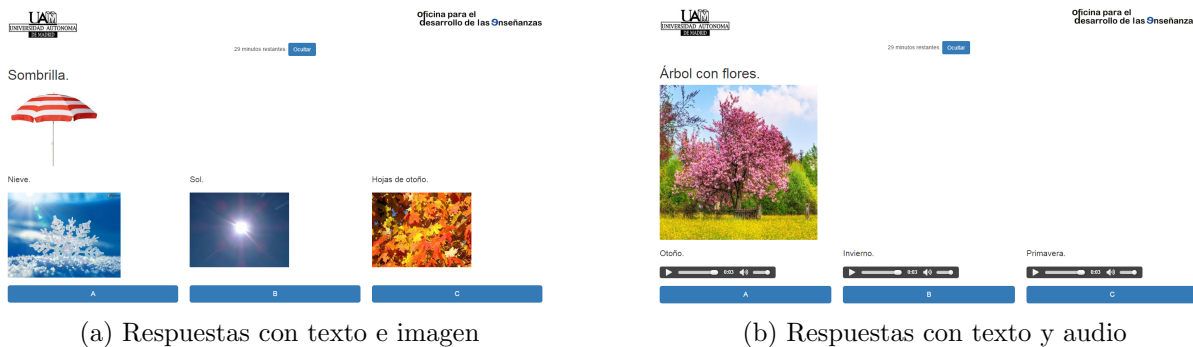 UAM
UNIVERSIDAD AUTONOMA
DE MADRID
Oficina para el
desarrollo de las enseñanzas
29 minutos restantes. Ocultar
Sombrilla.
Nieve. Sol. Hojas de otoño.
A B C
(a) Respuestas con texto e imagen
UAM
UNIVERSIDAD AUTONOMA
DE MADRID
Oficina para el
desarrollo de las enseñanza
29 minutos restantes. Ocultar
Árbol con flores.
Otoño. Invierno. Primavera.
0:03 0:03 0:03
A B C
(b) Respuestas con texto y audio